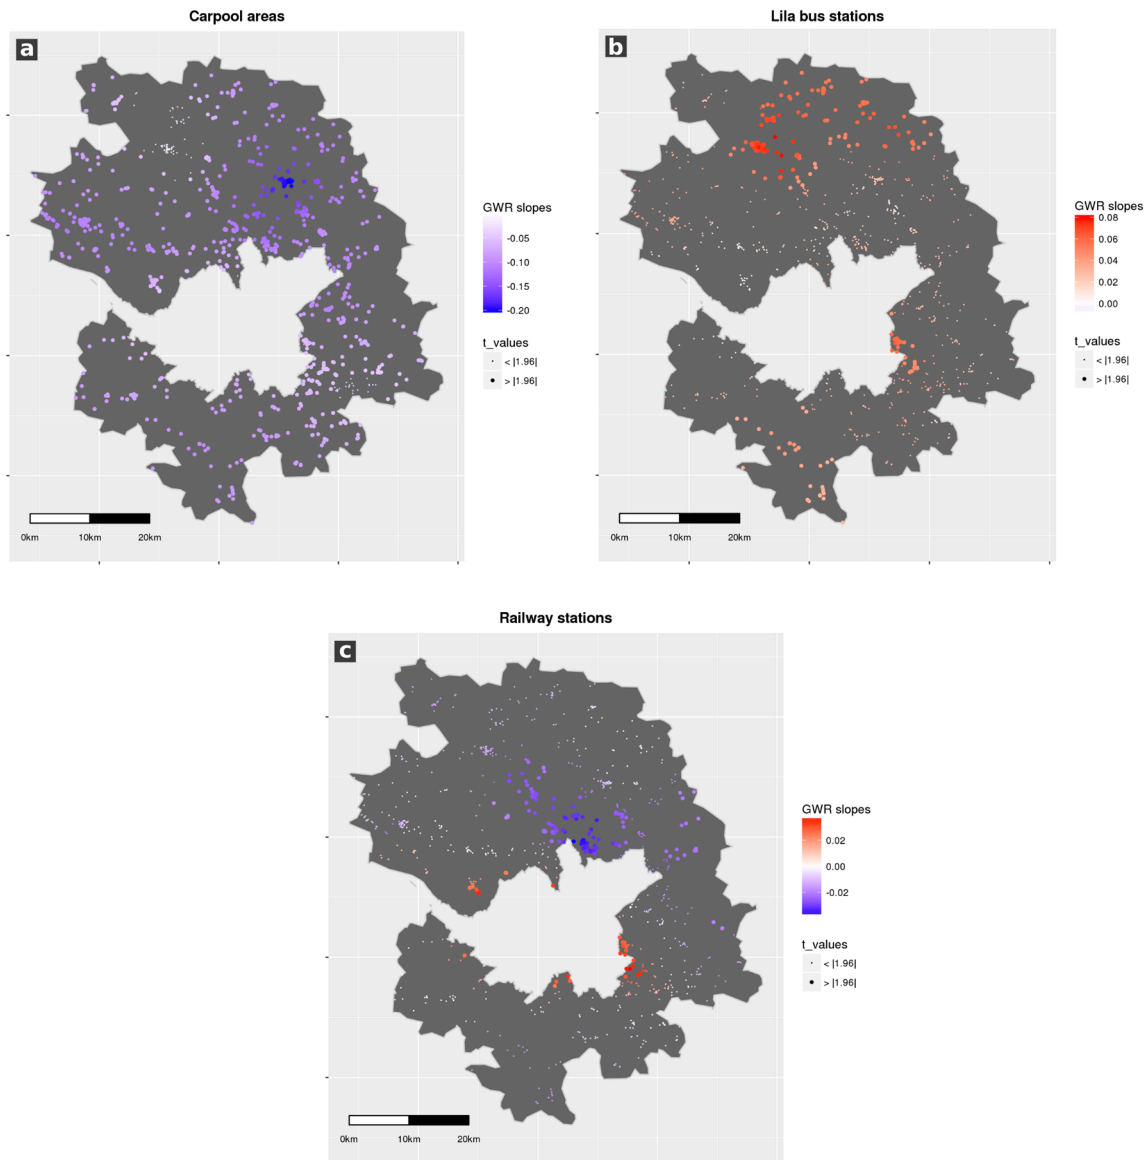 Carpool areas
a
GWR slopes
-0.05
-0.10
-0.15
-0.20
t_values
< |1.96|
> |1.96|
0km 10km 20km
Lila bus stations
b
GWR slopes
0.08
0.06
0.04
0.02
0.00
t_values
< |1.96|
> |1.96|
0km 10km 20km
Railway stations
c
GWR slopes
0.02
0.00
-0.02
t_values
< |1.96|
> |1.96|
0km 10km 20km